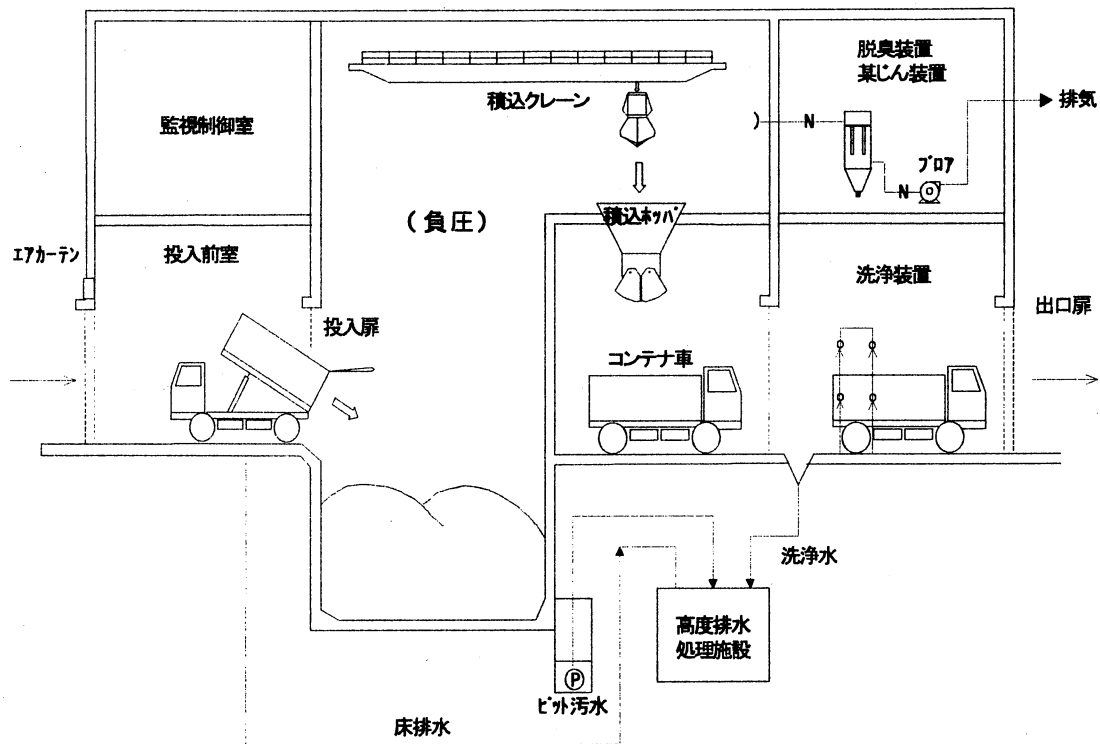 脱臭装置
某じん装置
積込クレーン
排気
監視制御室
N
ブロア
N
(負圧)
積込ホッパ
エアカーテン
投入前室
洗浄装置
出口扉
投入扉
コンテナ車
洗浄水
高度排水
処理施設
P
ピット汚水
床排水